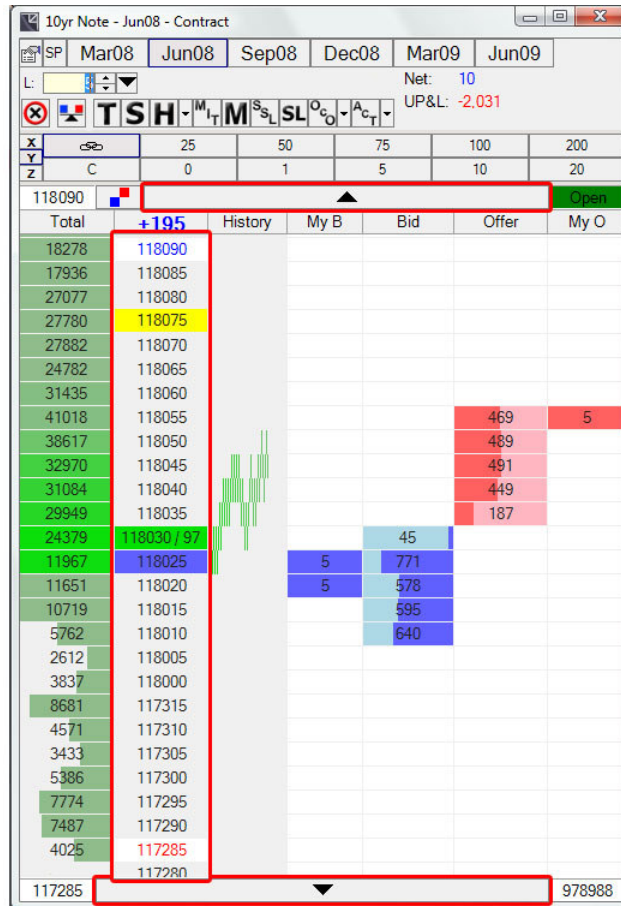 10yr Note - Jun08 - Contract
SP Mar08 Jun08 Sep08 Dec08 Mar09 Jun09
L: Net: 10
UP&L: -2,031
T S H MIT M SSL SL OCO ACT
X 25 50 75 100 200
Y
Z C 0 1 5 10 20
118090 Open
Total +195 History My B Bid Offer My O
18278 118090
17936 118085
27077 118080
27780 118075
27882 118070
24782 118065
31435 118060
41018 118055 469 5
38617 118050 489
32970 118045 491
31084 118040 449
29949 118035 187
24379 118030 / 97 45
11967 118025 5 771
11651 118020 5 578
10719 118015 595
5762 118010 640
2612 118005
3837 118000
8681 117315
4571 117310
3433 117305
5386 117300
7774 117295
7487 117290
4025 117285
117280
117285 978988